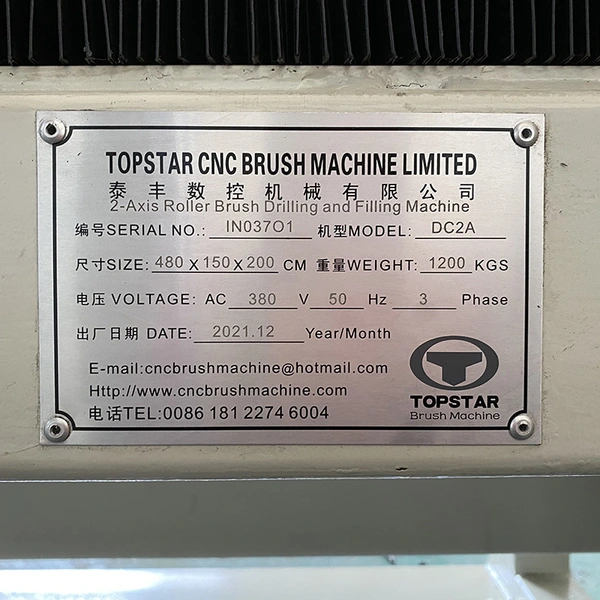 TOPSTAR CNC BRUSH MACHINE LIMITED
泰丰数控机械有限公司
2-Axis Roller Brush Drilling and Filling Machine
编号SERIAL NO.: IN037O1 机型MODEL: DC2A
尺寸SIZE: 480 x 150 x 200 CM 重量WEIGHT: 1200 KGS
电压 VOLTAGE: AC 380 V 50 Hz 3 Phase
出厂日期 DATE: 2021.12 Year/Month
E-mail:cncbrushmachine@hotmail.com
Http://www.cncbrushmachine.com
电话TEL:0086 181 2274 6004
TOPSTAR
Brush Machine